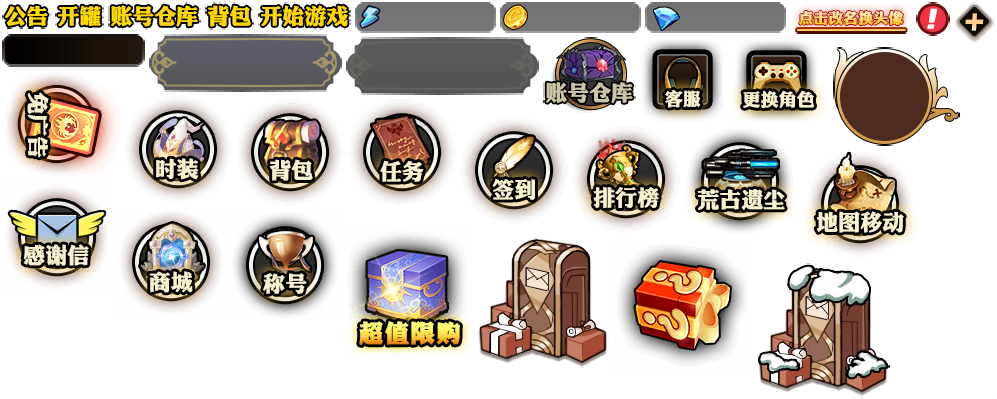 公告 开罐 账号仓库 背包 开始游戏
点击改名换头像
账号仓库
客服
更换角色
免广告
时装
背包
任务
签到
排行榜
荒古遗尘
地图移动
感谢信
商城
称号
超值限购